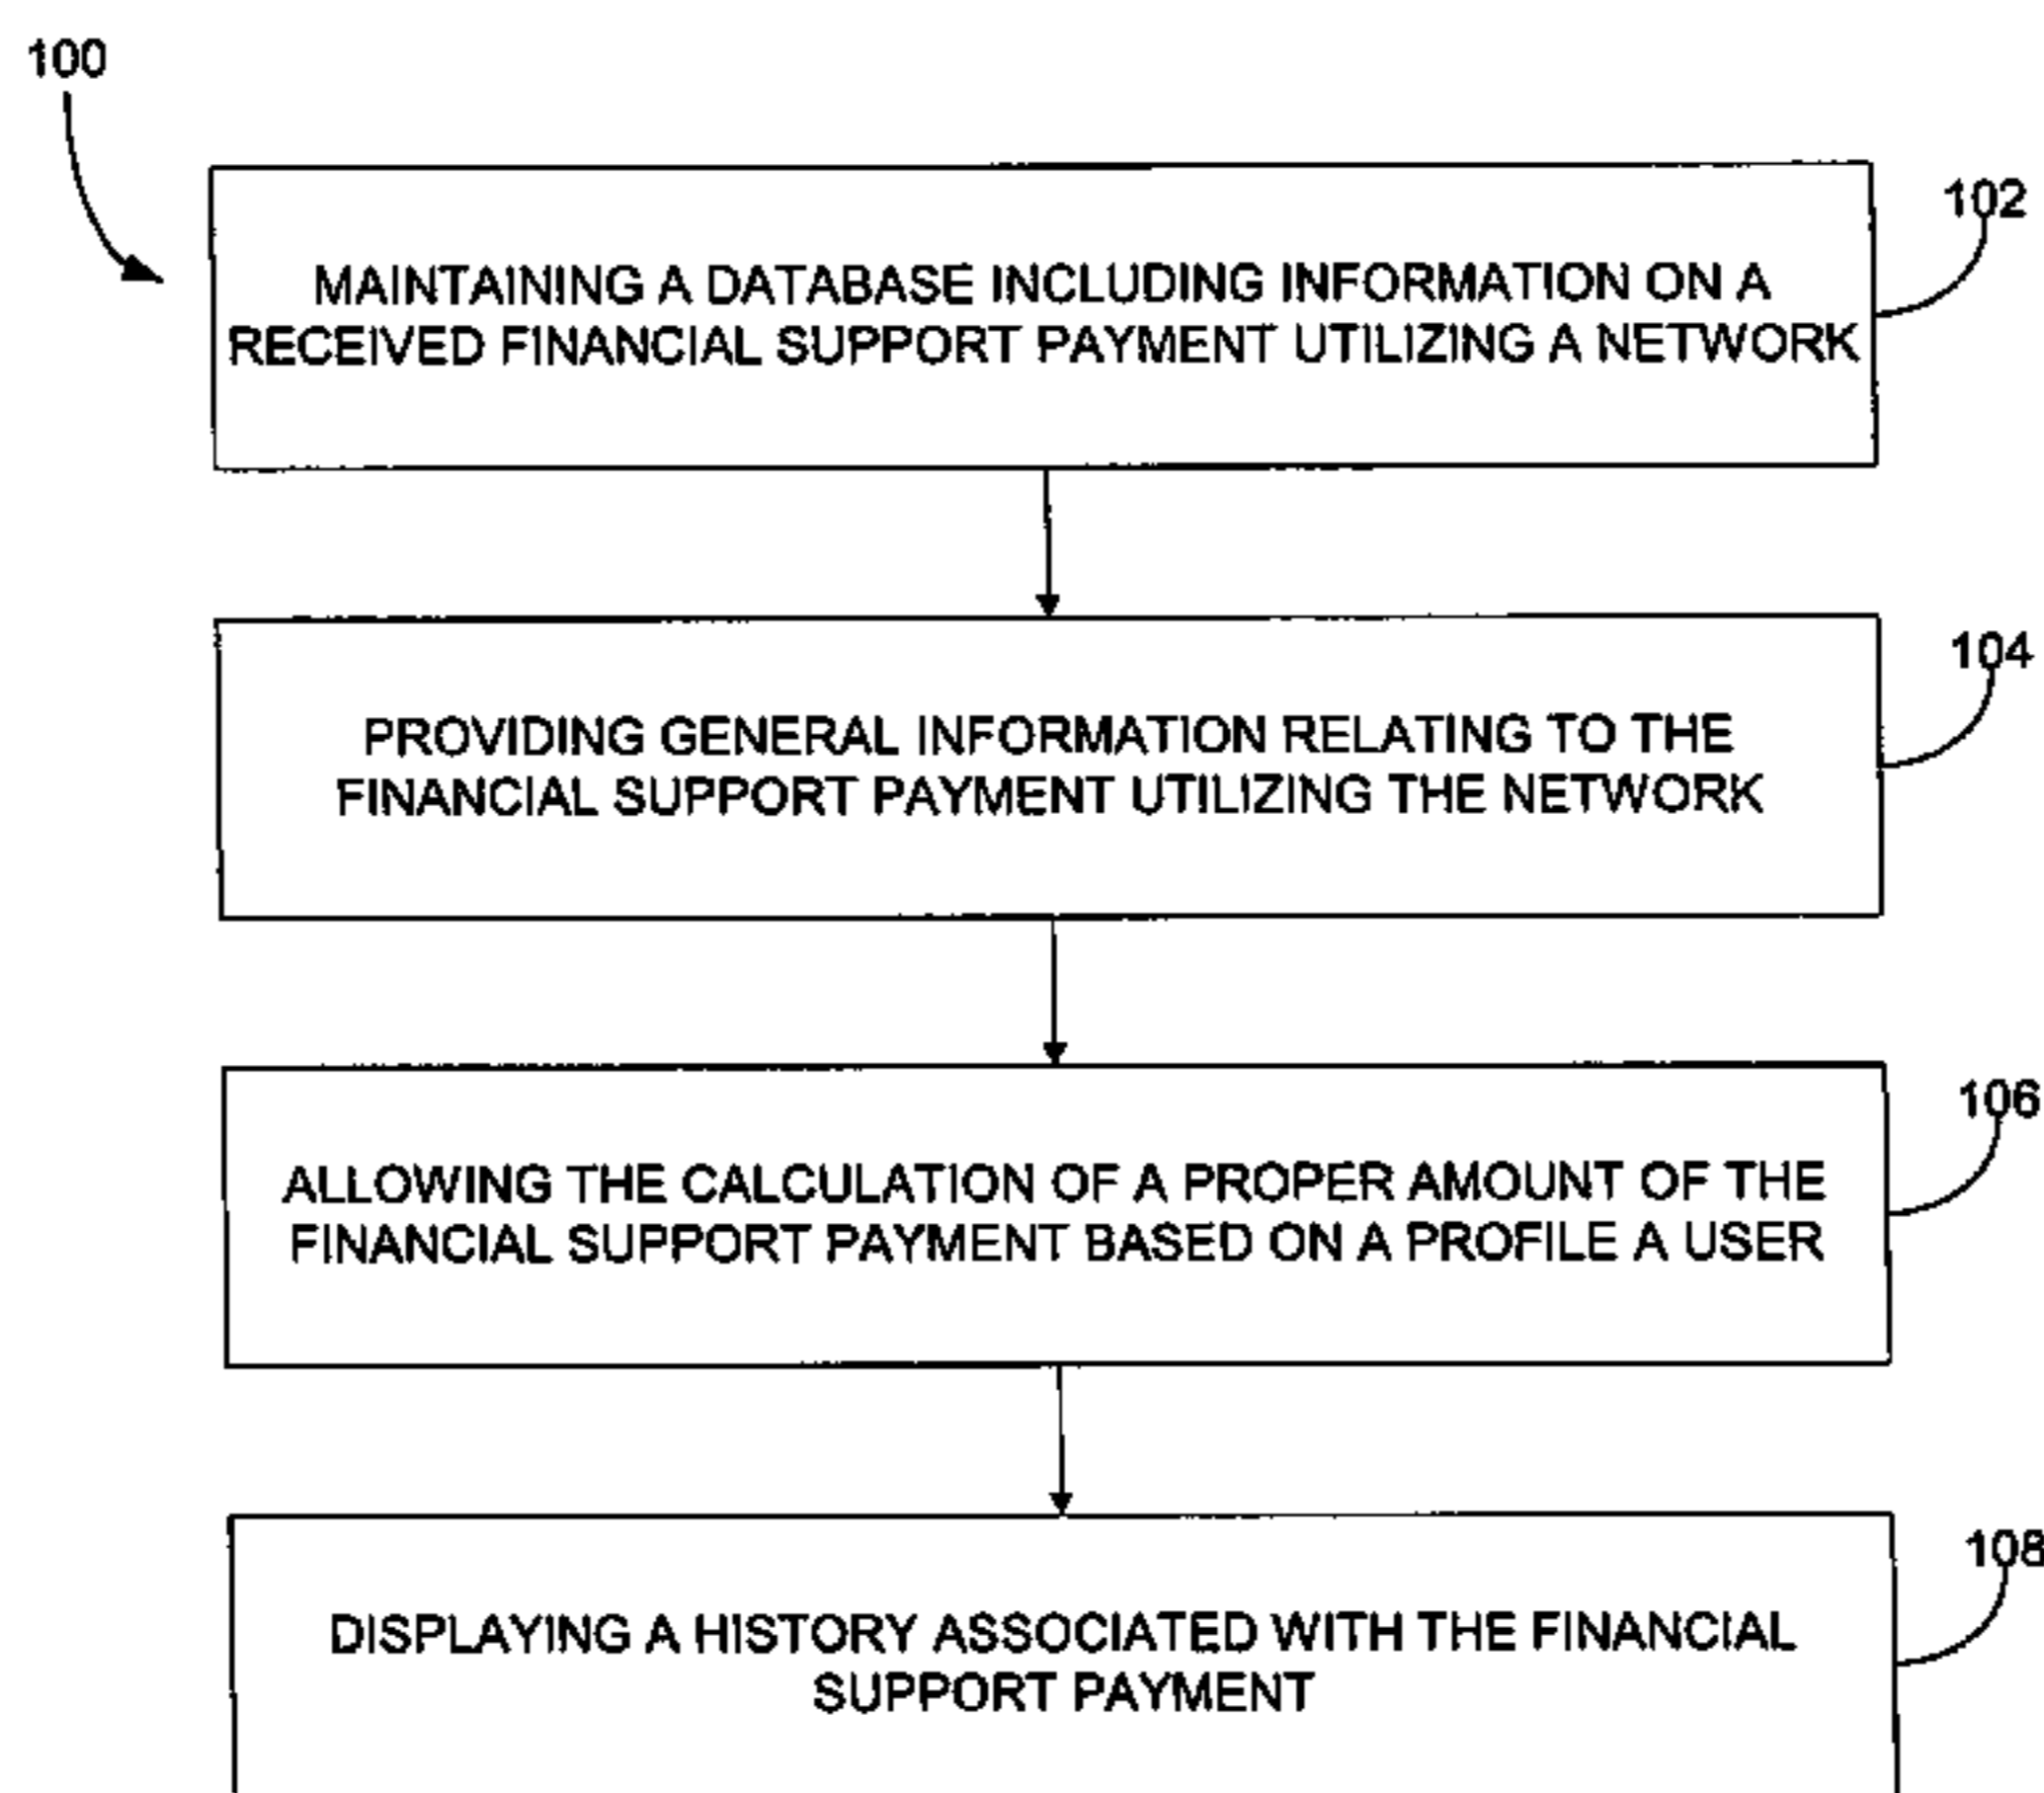 100
102
MAINTAINING A DATABASE INCLUDING INFORMATION ON A
RECEIVED FINANCIAL SUPPORT PAYMENT UTILIZING A NETWORK
104
PROVIDING GENERAL INFORMATION RELATING TO THE
FINANCIAL SUPPORT PAYMENT UTILIZING THE NETWORK
106
ALLOWING THE CALCULATION OF A PROPER AMOUNT OF THE
FINANCIAL SUPPORT PAYMENT BASED ON A PROFILE A USER
108
DISPLAYING A HISTORY ASSOCIATED WITH THE FINANCIAL
SUPPORT PAYMENT